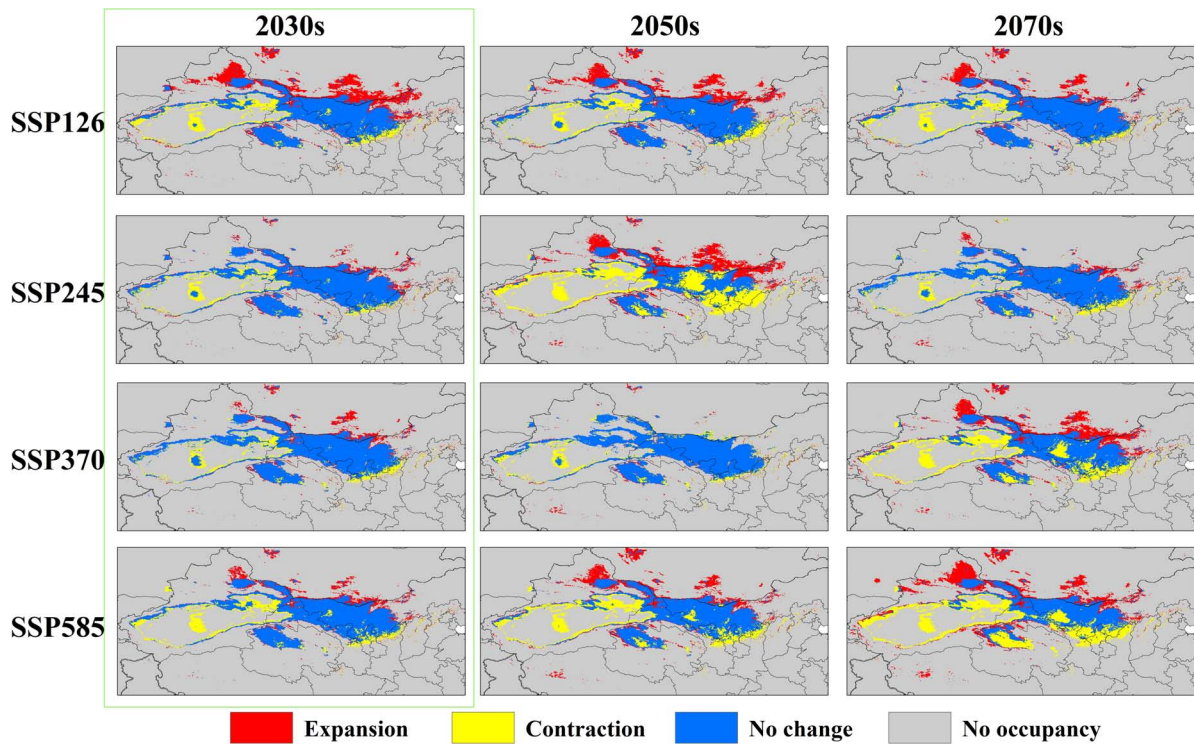 2030s 2050s 2070s
SSP126
SSP245
SSP370
SSP585
Expansion Contraction No change No occupancy